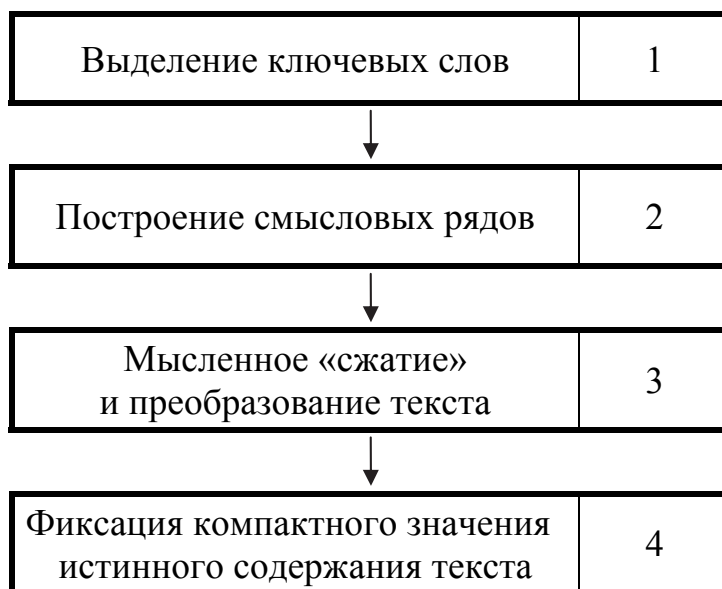 Выделение ключевых слов 1
Построение смысловых рядов 2
Мысленное «сжатие»
и преобразование текста 3
Фиксация компактного значения
истинного содержания текста 4